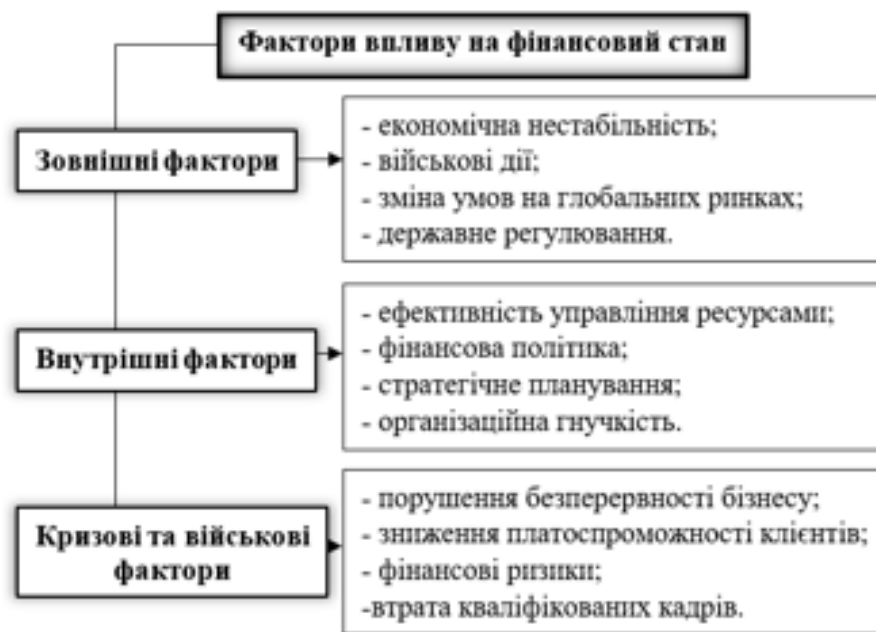 Фактори впливу на фінансовий стан
Зовнішні фактори
- економічна нестабільність;
- військові дії;
- зміна умов на глобальних ринках;
- державне регулювання.
Внутрішні фактори
- ефективність управління ресурсами;
- фінансова політика;
- стратегічне планування;
- організаційна гнучкість.
Кризові та військові
фактори
- порушення безперервності бізнесу;
- зниження платоспроможності клієнтів;
- фінансові ризики;
-втрата кваліфікованих кадрів.